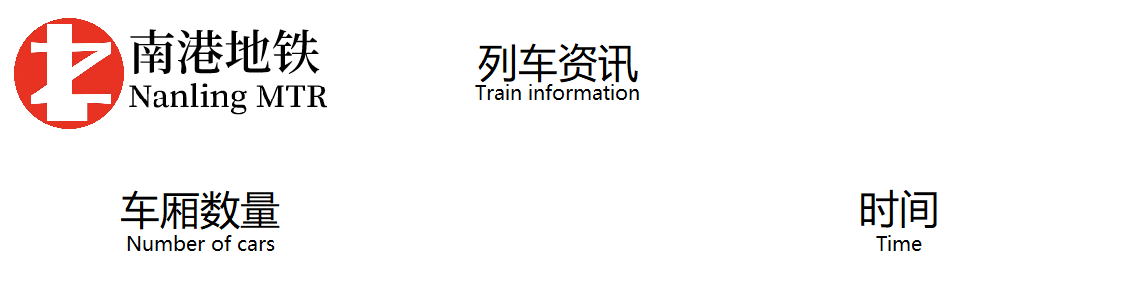 南港地铁
Nanling MTR
列车资讯
Train information
车厢数量
Number of cars
时间
Time